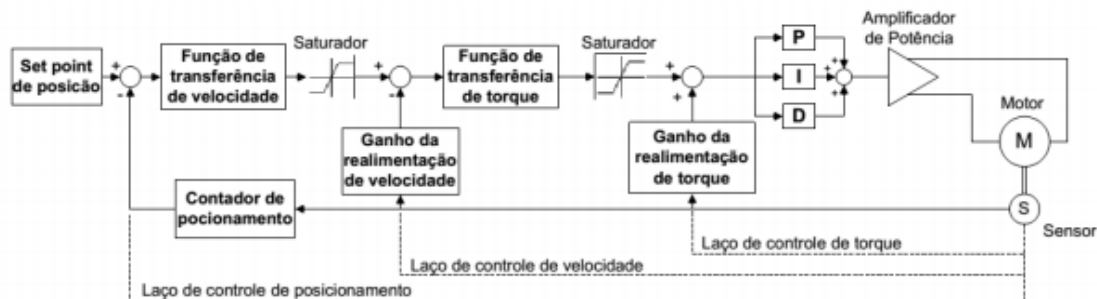 Set point
de posicão
+
-
Função de
transferência
de velocidade
Saturador
+
-
Ganho da
realimentação
de velocidade
Função de
transferência
de torque
Saturador
+
+
Ganho da
realimentação
de torque
P
I
D
+
+
+
Amplificador
de Potência
Motor
M
S
Sensor
Contador de
pocionamento
Laço de controle de torque
Laço de controle de velocidade
Laço de controle de posicionamento